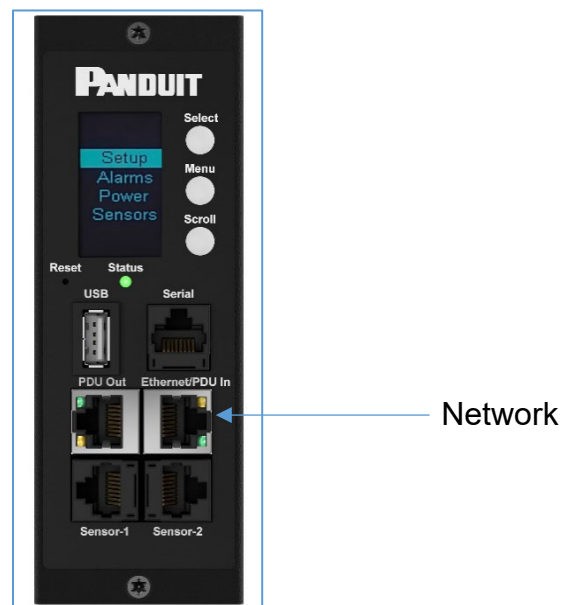 PANDUIT
Select
Setup
Alarms
Menu
Power
Sensors
Scroll
Reset Status
USB Serial
PDU Out Ethernet/PDU In
Network
Sensor-1 Sensor-2